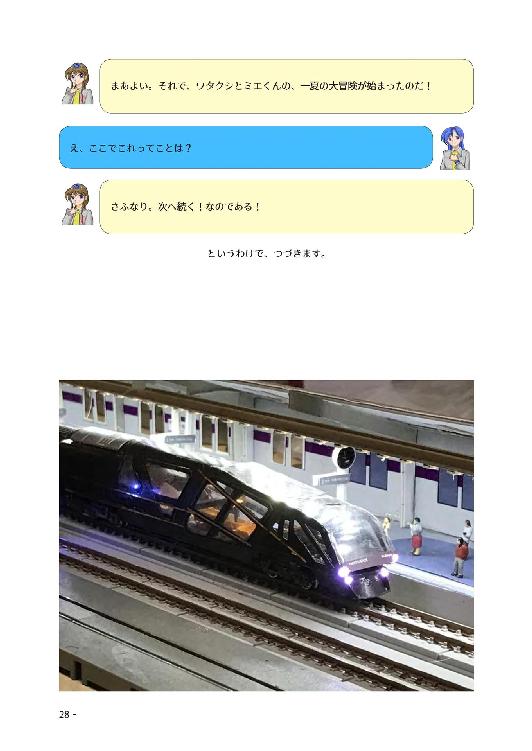 まあよい。それで、ワタクシとミエくんの、一夏の大冒険が始まったのだ！
え、ここでこれってことは？
さふなり。次へ続く！なのである！
というわけで、つづきます。
28 -